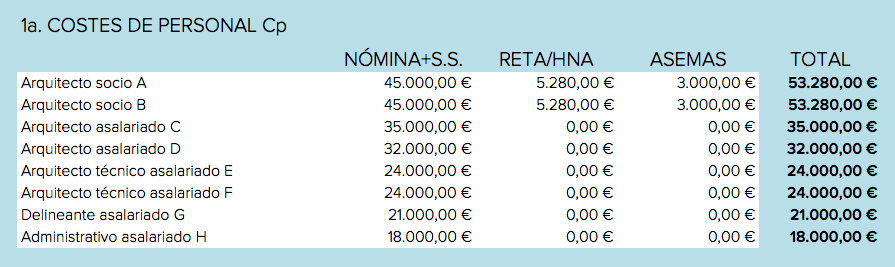 1a. COSTES DE PERSONAL Cp
NÓMINA+S.S. RETA/HNA ASEMAS TOTAL
Arquitecto socio A 45.000,00 € 5.280,00 € 3.000,00 € 53.280,00 €
Arquitecto socio B 45.000,00 € 5.280,00 € 3.000,00 € 53.280,00 €
Arquitecto asalariado C 35.000,00 € 0,00 € 0,00 € 35.000,00 €
Arquitecto asalariado D 32.000,00 € 0,00 € 0,00 € 32.000,00 €
Arquitecto técnico asalariado E 24.000,00 € 0,00 € 0,00 € 24.000,00 €
Arquitecto técnico asalariado F 24.000,00 € 0,00 € 0,00 € 24.000,00 €
Delineante asalariado G 21.000,00 € 0,00 € 0,00 € 21.000,00 €
Administrativo asalariado H 18.000,00 € 0,00 € 0,00 € 18.000,00 €